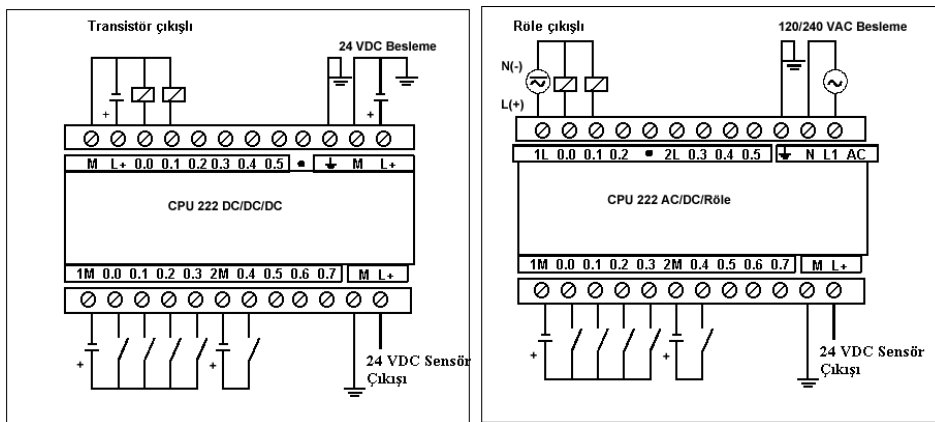 Transistör çıkışlı
24 VDC Besleme
+
+
M L+ 0.0 0.1 0.2 0.3 0.4 0.5 M L+
CPU 222 DC/DC/DC
1M 0.0 0.1 0.2 0.3 2M 0.4 0.5 0.6 0.7 M L+
+
+
24 VDC Sensör
Çıkışı
Röle çıkışlı
120/240 VAC Besleme
N(-)
L(+)
1L 0.0 0.1 0.2 2L 0.3 0.4 0.5 N L1 AC
CPU 222 AC/DC/Röle
1M 0.0 0.1 0.2 0.3 2M 0.4 0.5 0.6 0.7 M L+
+
+
24 VDC Sensör
Çıkışı